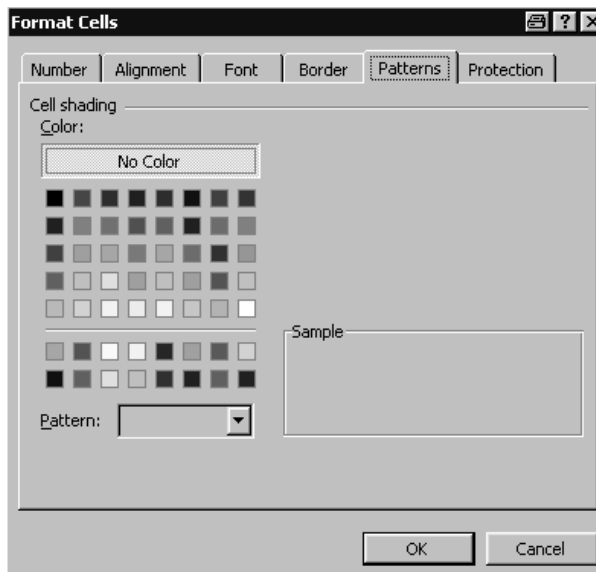 Format Cells
Number Alignment Font Border Patterns Protection
Cell shading
Color:
No Color
Sample
Pattern:
OK Cancel